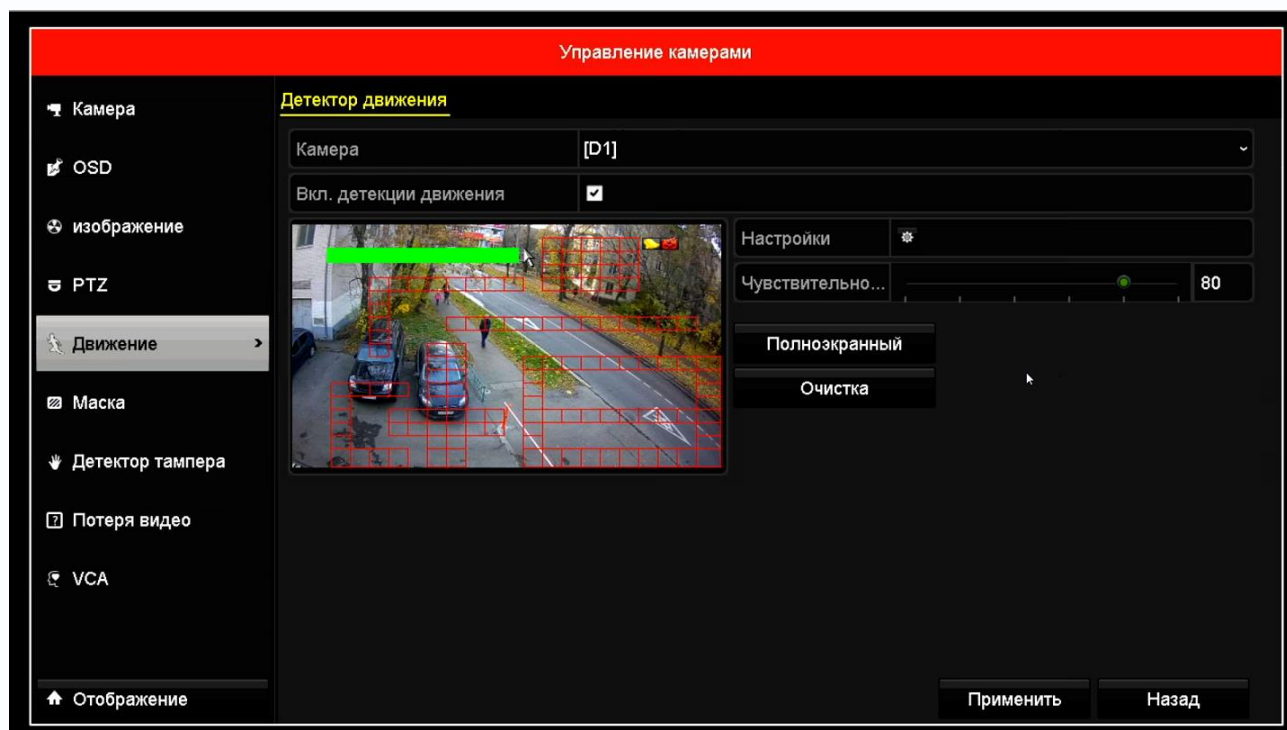 Управление камерами
Камера
OSD
изображение
PTZ
Движение
Маска
Детектор тампера
Потеря видео
VCA
Отображение
Детектор движения
Камера [D1]
Вкл. детекции движения
Настройки
Чувствительно... 80
Полноэкранный
Очистка
Применить Назад